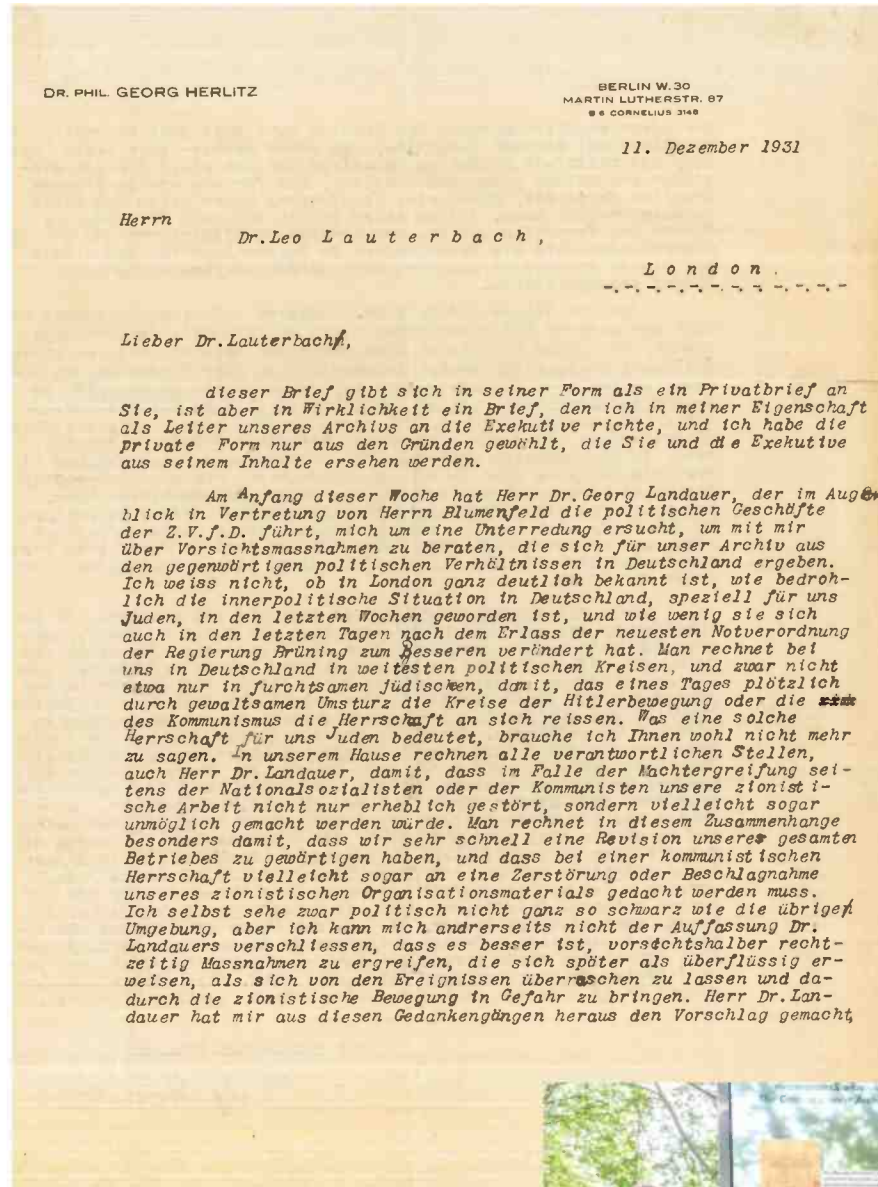 DR. PHIL. GEORG HERLITZ
BERLIN W.30
MARTIN LUTHERSTR. 87
B 6 CORNELIUS 3148
11. Dezember 1931
Herrn
Dr.Leo Lauterbach,
London.
-.-.-.-.-.-.-.-.-.-.-
Lieber Dr.Lauterbach,
dieser Brief gibt sich in seiner Form als ein Privatbrief an
Sie, ist aber in Wirklichkeit ein Brief, den ich in meiner Eigenschaft
als Leiter unseres Archivs an die Exekutive richte, und ich habe die
private Form nur aus den Gründen gewählt, die Sie und die Exekutive
aus seinem Inhalte ersehen werden.
Am Anfang dieser Woche hat Herr Dr.Georg Landauer, der im Augen
blick in Vertretung von Herrn Blumenfeld die politischen Geschäfte
der Z.V.f.D. führt, mich um eine Unterredung ersucht, um mit mir
über Vorsichtsmassnahmen zu beraten, die sich für unser Archiv aus
den gegenwärtigen politischen Verhältnissen in Deutschland ergeben.
Ich weiss nicht, ob in London ganz deutlich bekannt ist, wie bedroh-
lich die innerpolitische Situation in Deutschland, speziell für uns
Juden, in den letzten Wochen geworden ist, und wie wenig sie sich
auch in den letzten Tagen nach dem Erlass der neuesten Notverordnung
der Regierung Brüning zum Besseren verändert hat. Man rechnet bei
uns in Deutschland in weitesten politischen Kreisen, und zwar nicht
etwa nur in furchtsamen jüdischen, damit, das eines Tages plötzlich
durch gewaltsamen Umsturz die Kreise der Hitlerbewegung oder die
des Kommunismus die Herrschaft an sich reissen. Was eine solche
Herrschaft für uns Juden bedeutet, brauche ich Ihnen wohl nicht mehr
zu sagen. In unserem Hause rechnen alle verantwortlichen Stellen,
auch Herr Dr.Landauer, damit, dass im Falle der Machtergreifung sei-
tens der Nationalsozialisten oder der Kommunisten unsere zionisti-
sche Arbeit nicht nur erheblich gestört, sondern vielleicht sogar
unmöglich gemacht werden würde. Man rechnet in diesem Zusammenhange
besonders damit, dass wir sehr schnell eine Revision unseres gesamten
Betriebes zu gewärtigen haben, und dass bei einer kommunistischen
Herrschaft vielleicht sogar an eine Zerstörung oder Beschlagnahme
unseres zionistischen Organisationsmaterials gedacht werden muss.
Ich selbst sehe zwar politisch nicht ganz so schwarz wie die übrige
Umgebung, aber ich kann mich andrerseits nicht der Auffassung Dr.
Landauers verschliessen, dass es besser ist, vorsichtshalber recht-
zeitig Massnahmen zu ergreifen, die sich später als überflüssig er-
weisen, als sich von den Ereignissen überraschen zu lassen und da-
durch die zionistische Bewegung in Gefahr zu bringen. Herr Dr.Lan-
dauer hat mir aus diesen Gedankengängen heraus den Vorschlag gemacht,